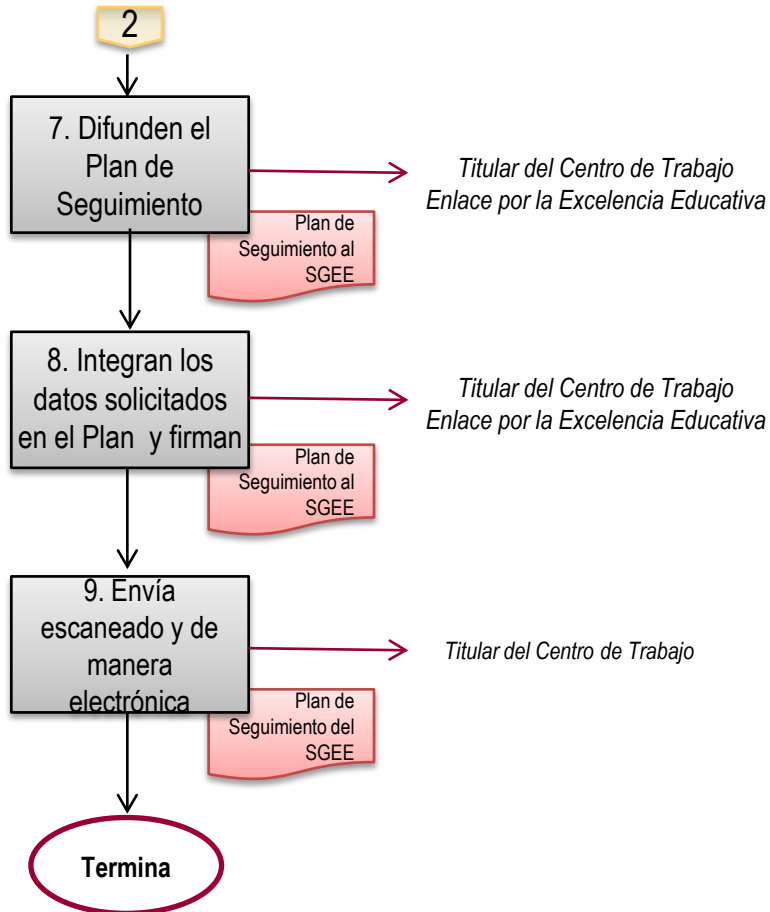 2
7. Difunden el
Plan de
Seguimiento
Titular del Centro de Trabajo
Enlace por la Excelencia Educativa
Plan de
Seguimiento al
SGEE
8. Integran los
datos solicitados
en el Plan y firman
Titular del Centro de Trabajo
Enlace por la Excelencia Educativa
Plan de
Seguimiento al
SGEE
9. Envía
escaneado y de
manera
electrónica
Titular del Centro de Trabajo
Plan de
Seguimiento del
SGEE
Termina